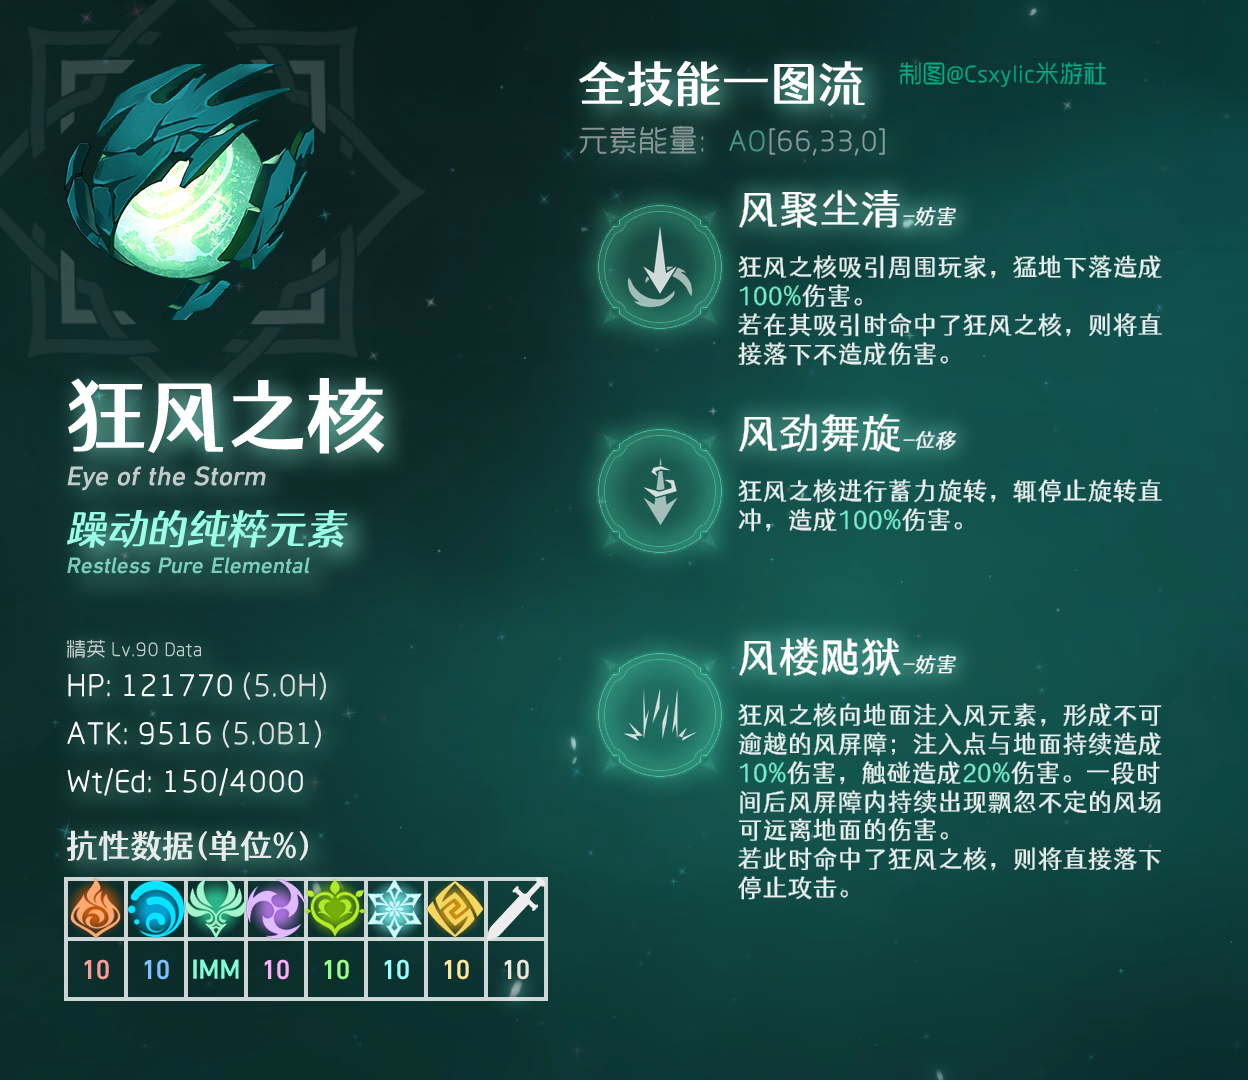 全技能一图流
制图@Csxylic米游社
元素能量: A0[66,33,0]
风聚尘清-妨害
狂风之核吸引周围玩家，猛地下落造成
100%伤害。
若在其吸引时命中了狂风之核，则将直
接落下不造成伤害。
风劲舞旋-位移
狂风之核进行蓄力旋转，辄停止旋转直
冲，造成100%伤害。
风楼飐狱-妨害
狂风之核向地面注入风元素，形成不可
逾越的风屏障；注入点与地面持续造成
10%伤害，触碰造成20%伤害。一段时
间后风屏障内持续出现飘忽不定的风场
可远离地面的伤害。
若此时命中了狂风之核，则将直接落下
停止攻击。
狂风之核
Eye of the Storm
躁动的纯粹元素
Restless Pure Elemental
精英 Lv.90 Data
HP: 121770 (5.0H)
ATK: 9516 (5.0B1)
Wt/Ed: 150/4000
抗性数据(单位%)
10 10 IMM 10 10 10 10 10